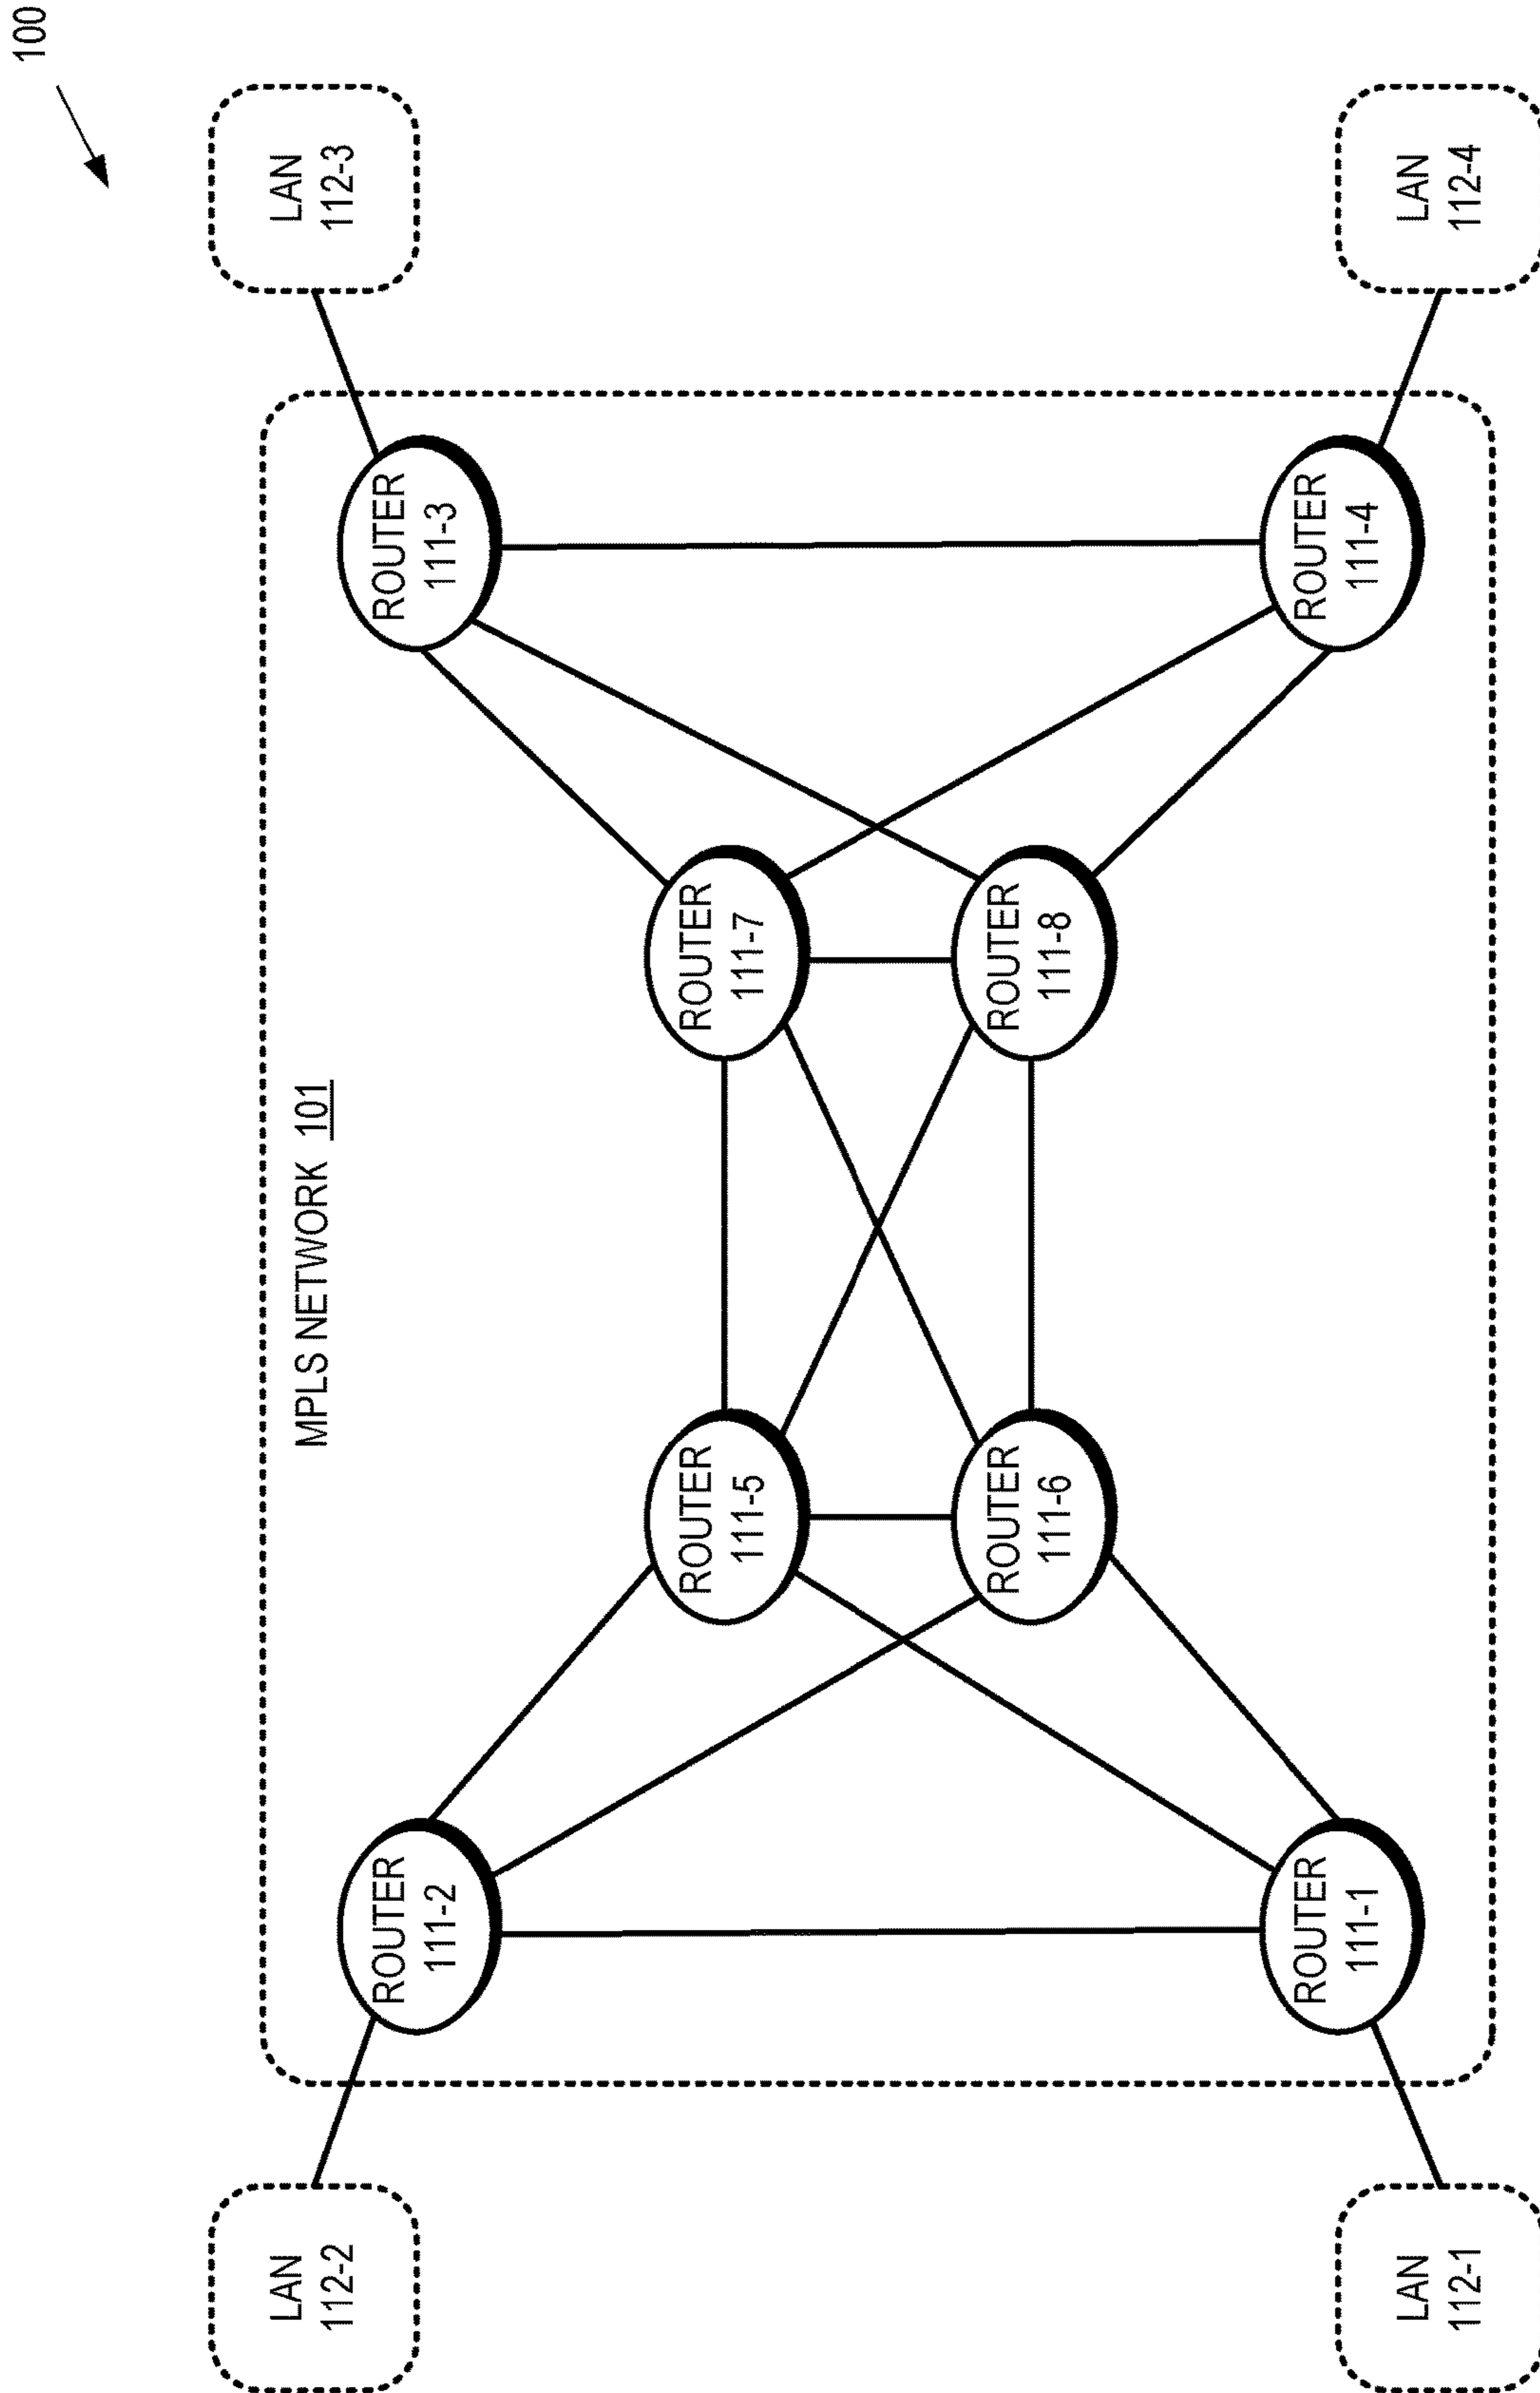 100
LAN
112-2
LAN
112-3
MPLS NETWORK 101
ROUTER
111-2
ROUTER
111-3
ROUTER
111-5
ROUTER
111-7
ROUTER
111-6
ROUTER
111-8
ROUTER
111-1
ROUTER
111-4
LAN
112-1
LAN
112-4